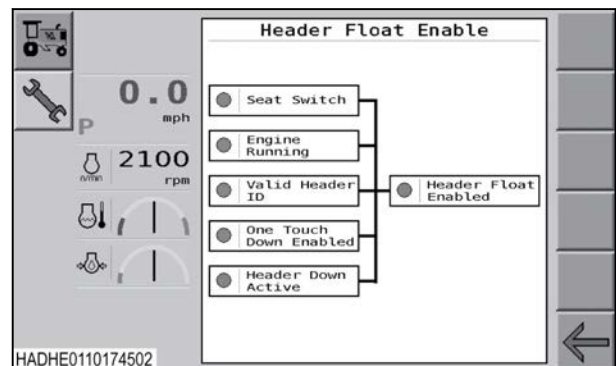 Header Float Enable
0.0
mph
P
2100
n/min
rpm
Seat Switch
Engine
Running
Valid Header
ID
One Touch
Down Enabled
Header Down
Active
Header Float
Enabled
HADHE0110174502